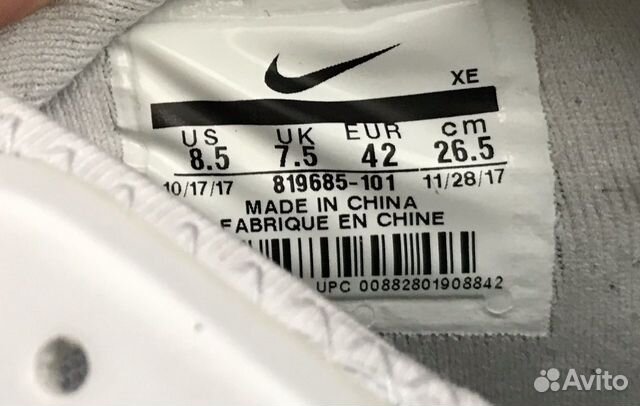 XE
US UK EUR cm
8.5 7.5 42 26.5
10/17/17 819685-101 11/28/17
MADE IN CHINA
FABRIQUE EN CHINE
UPC 00882801908842
Avito